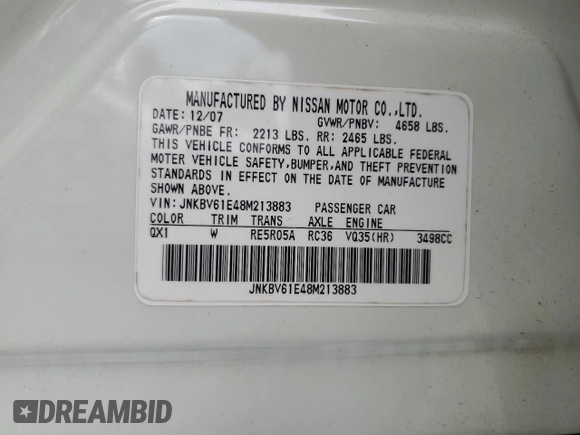 MANUFACTURED BY NISSAN MOTOR CO.,LTD.
DATE: 12/07 GVWR/PNBV: 4658 LBS.
GAWR/PNBE FR: 2213 LBS. RR: 2465 LBS.
THIS VEHICLE CONFORMS TO ALL APPLICABLE FEDERAL
MOTER VEHICLE SAFETY,BUMPER,AND THEFT PREVENTION
STANDARDS IN EFFECT ON THE DATE OF MANUFACTURE
SHOWN ABOVE.
VIN: JNKBV61E48M213883 PASSENGER CAR
COLOR TRIM TRANS AXLE ENGINE
QX1 W RE5R05A RC36 VQ35(HR) 3498CC
JNKBV61E48M213883
DREAMBID